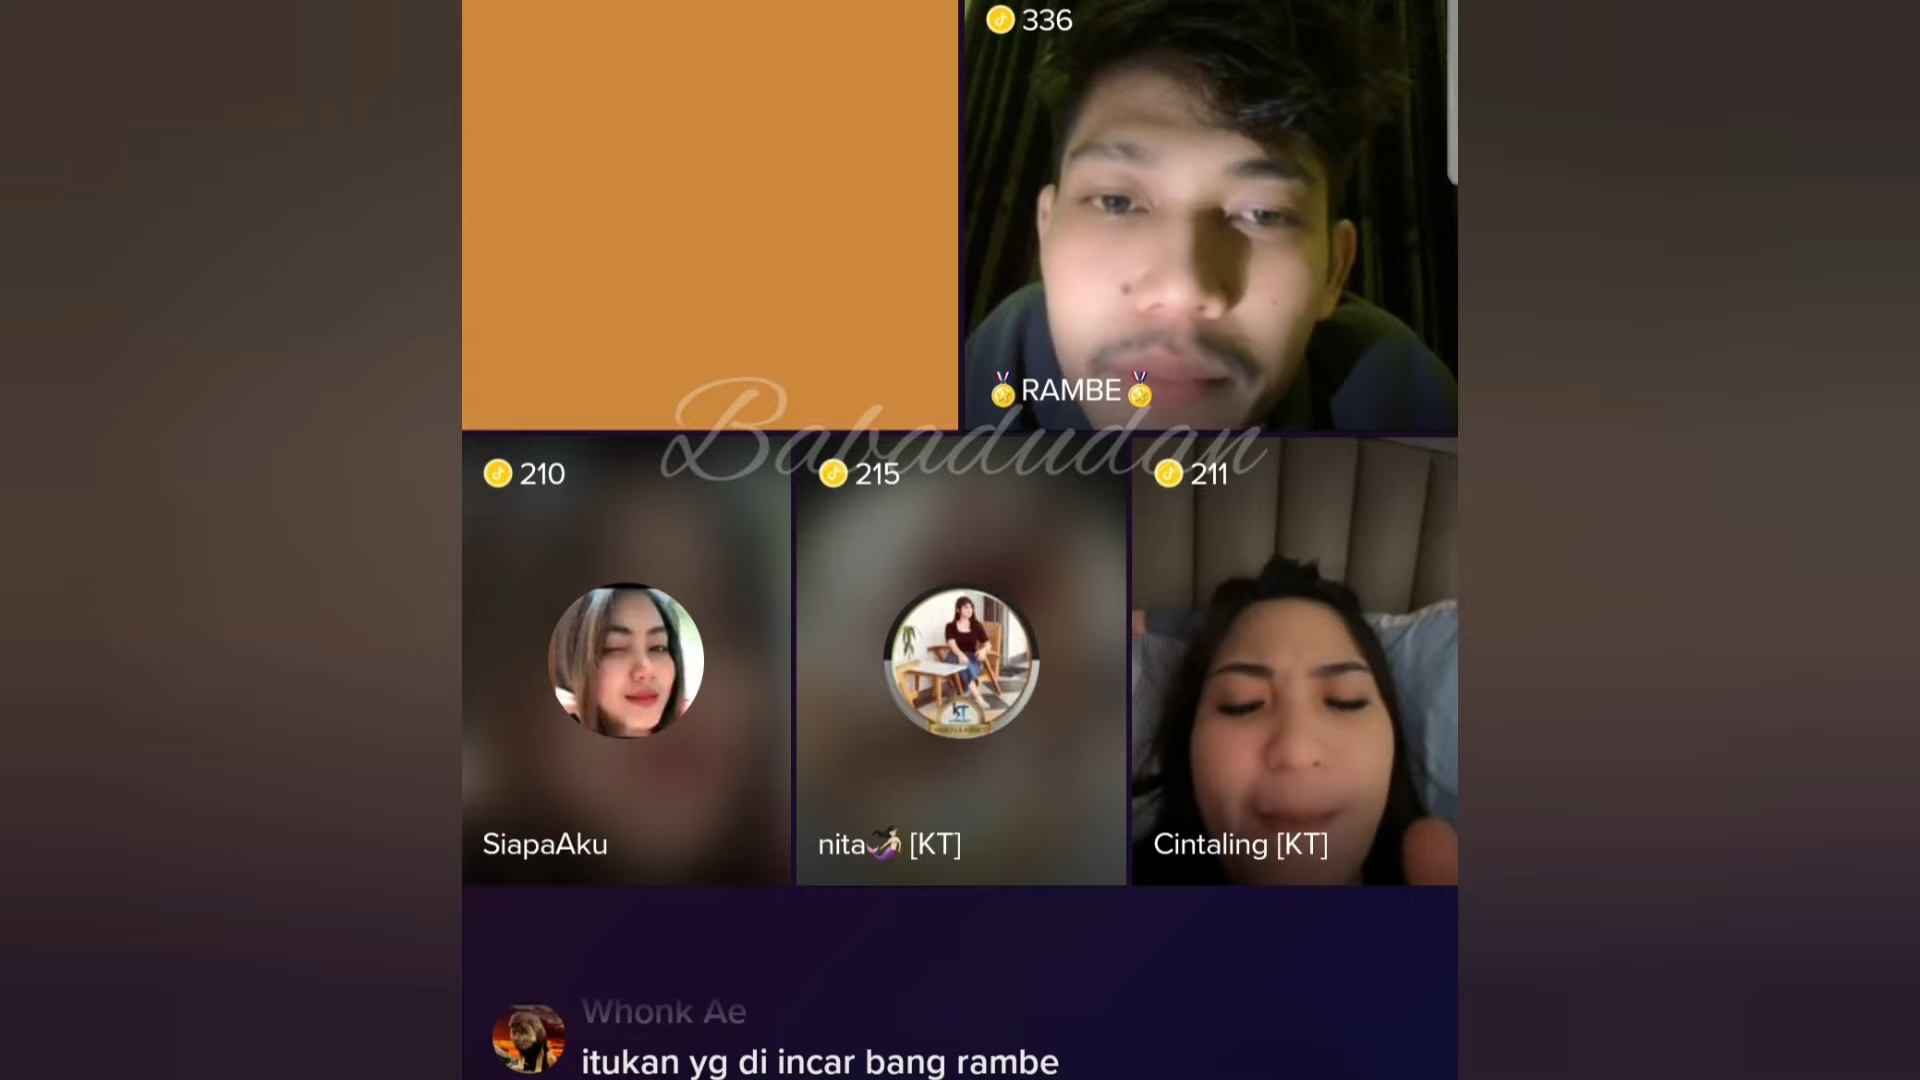 336
🏅RAMBE🏅
Babadudan
210
215
211
SiapaAku
nita🧜🏻‍♀️ [KT]
Cintaling [KT]
Whonk Ae
itukan yg di incar bang rambe